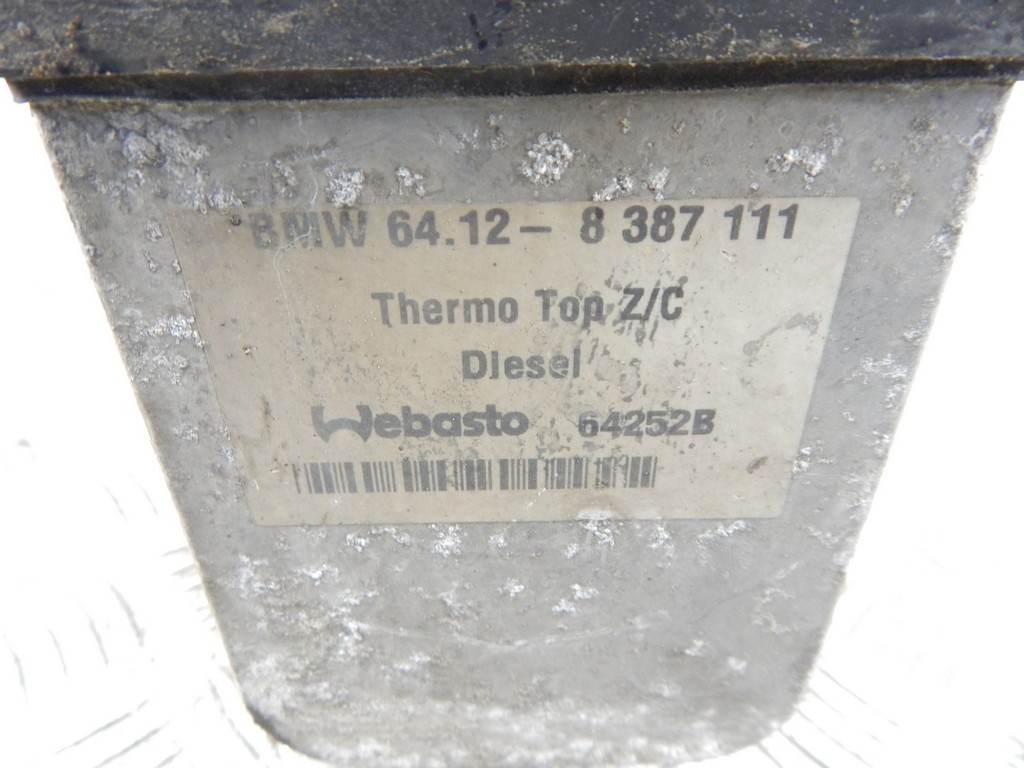 BMW 64.12- 8 387 111
Thermo Top Z/C
Diesel
Webasto 64252B